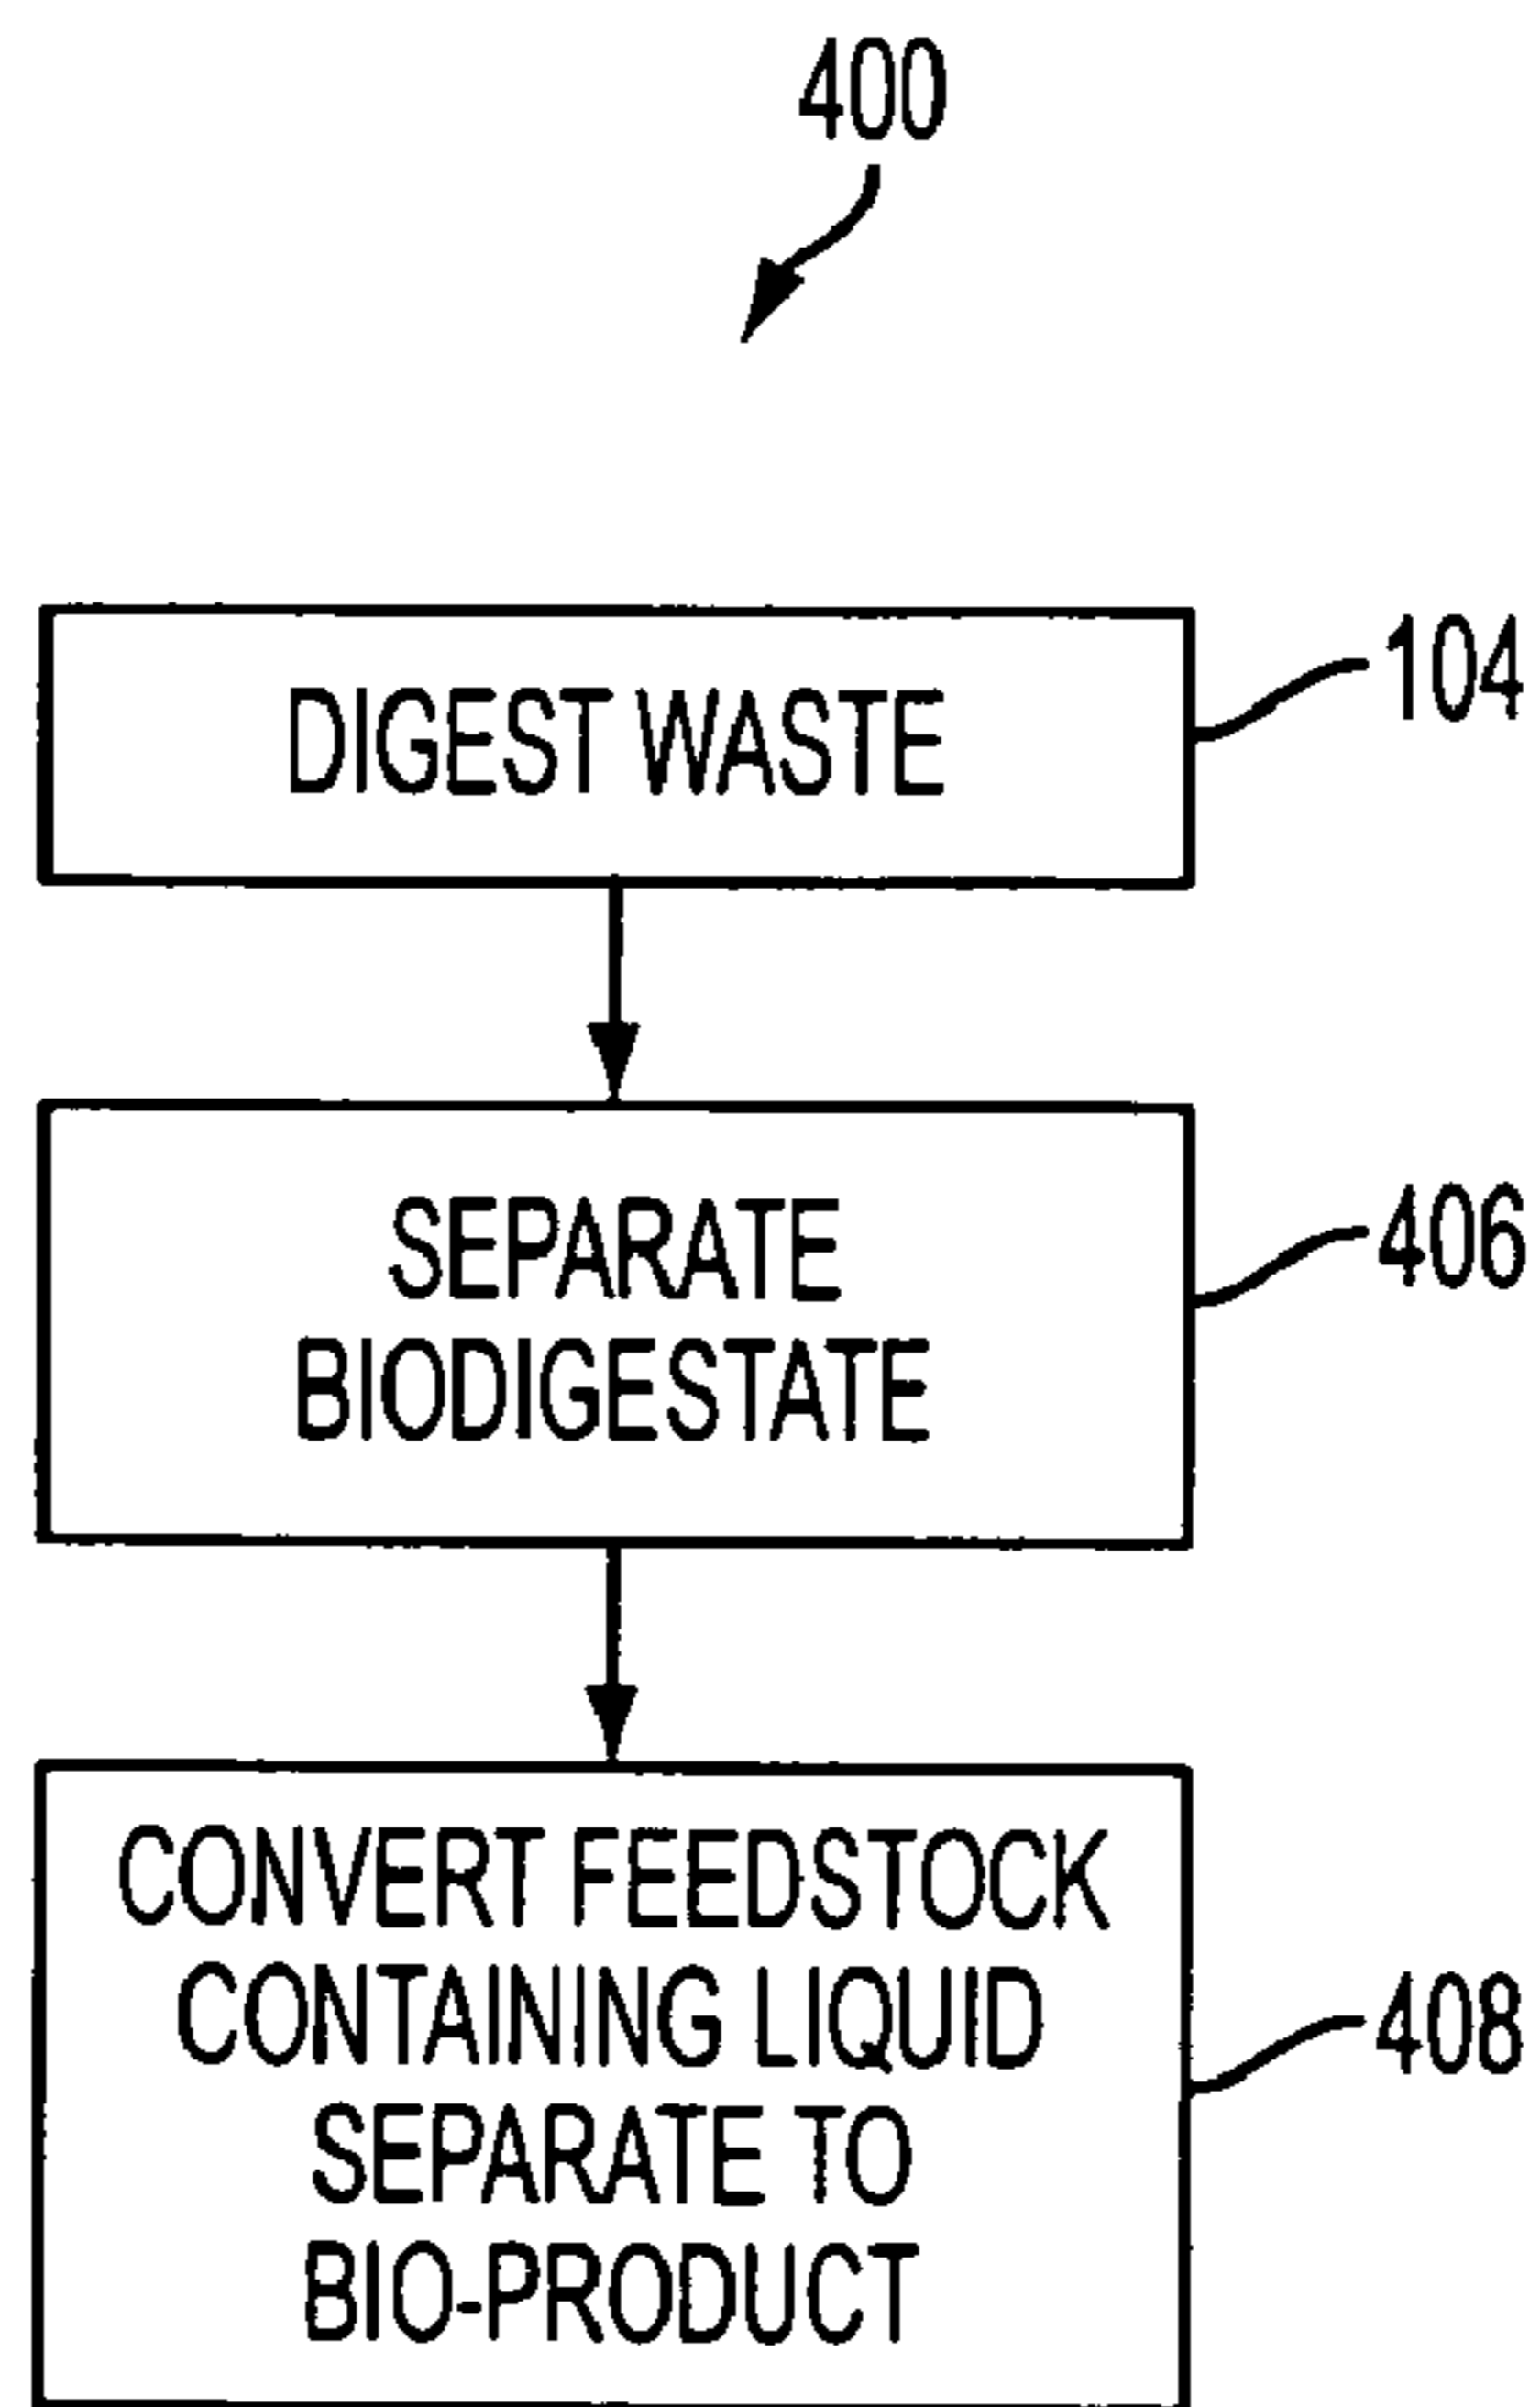 400
DIGEST WASTE
104
SEPARATE
BIODIGESTATE
406
CONVERT FEEDSTOCK
CONTAINING LIQUID
SEPARATE TO
BIO-PRODUCT
408